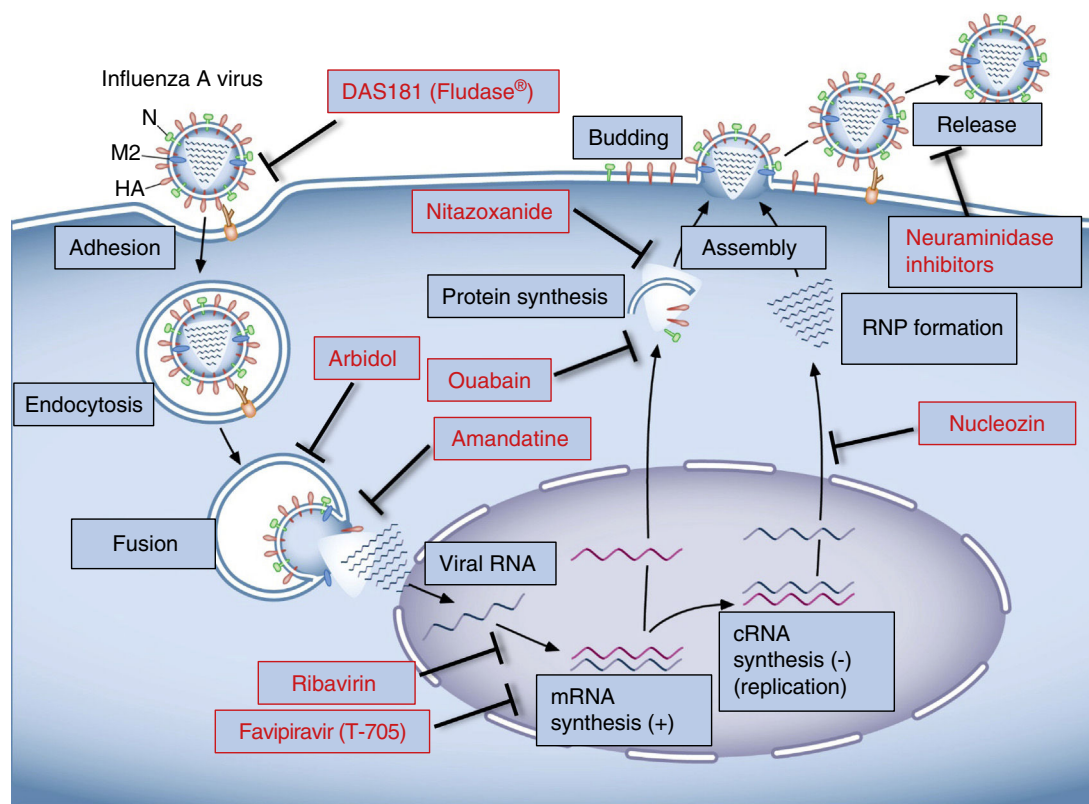 Influenza A virus
DAS181 (Fludase®)
N
M2
HA
Budding
Release
Nitazoxanide
Adhesion
Assembly
Neuraminidase
inhibitors
Protein synthesis
RNP formation
Arbidol
Ouabain
Endocytosis
Nucleozin
Amandatine
Fusion
Viral RNA
cRNA
synthesis (-)
(replication)
Ribavirin
mRNA
synthesis (+)
Favipiravir (T-705)